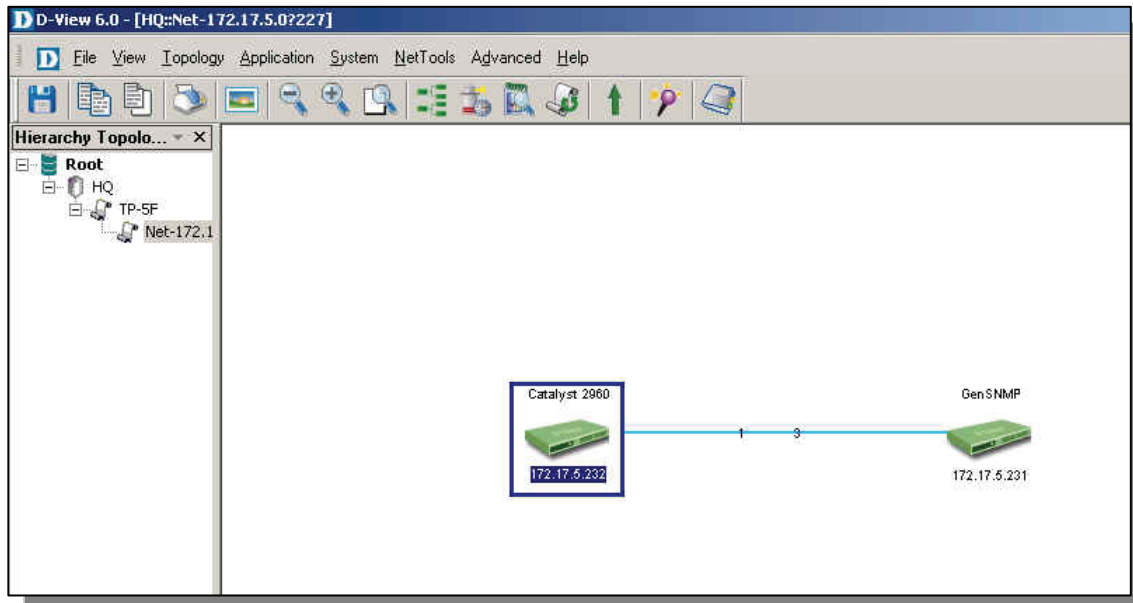 D-View 6.0 - [HQ::Net-172.17.5.0?227]
File View Topology Application System NetTools Advanced Help
Hierarchy Topolo...
Root
HQ
TP-5F
Net-172.1
Catalyst 2960
172.17.5.232
1 3
GenSNMP
172.17.5.231